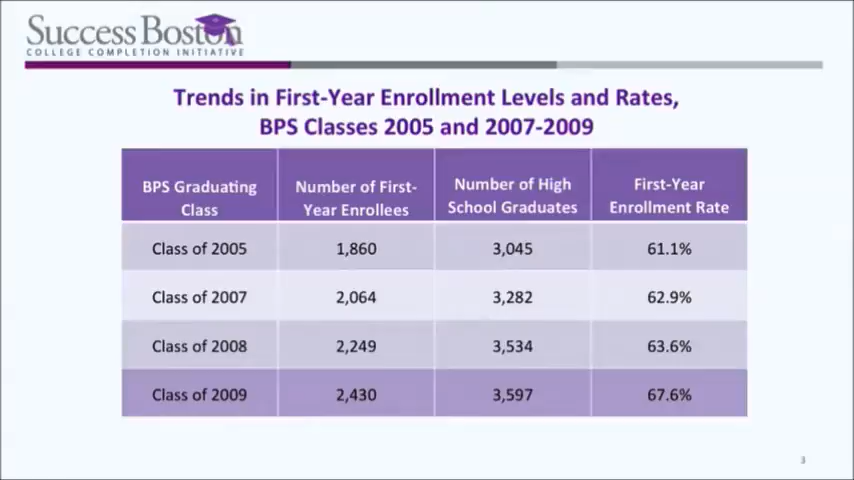 Success Boston
COLLEGE COMPLETION INITIATIVE
Trends in First-Year Enrollment Levels and Rates,
BPS Classes 2005 and 2007-2009
BPS Graduating Class
Number of First-Year Enrollees
Number of High School Graduates
First-Year Enrollment Rate
Class of 2005 1,860 3,045 61.1%
Class of 2007 2,064 3,282 62.9%
Class of 2008 2,249 3,534 63.6%
Class of 2009 2,430 3,597 67.6%
3